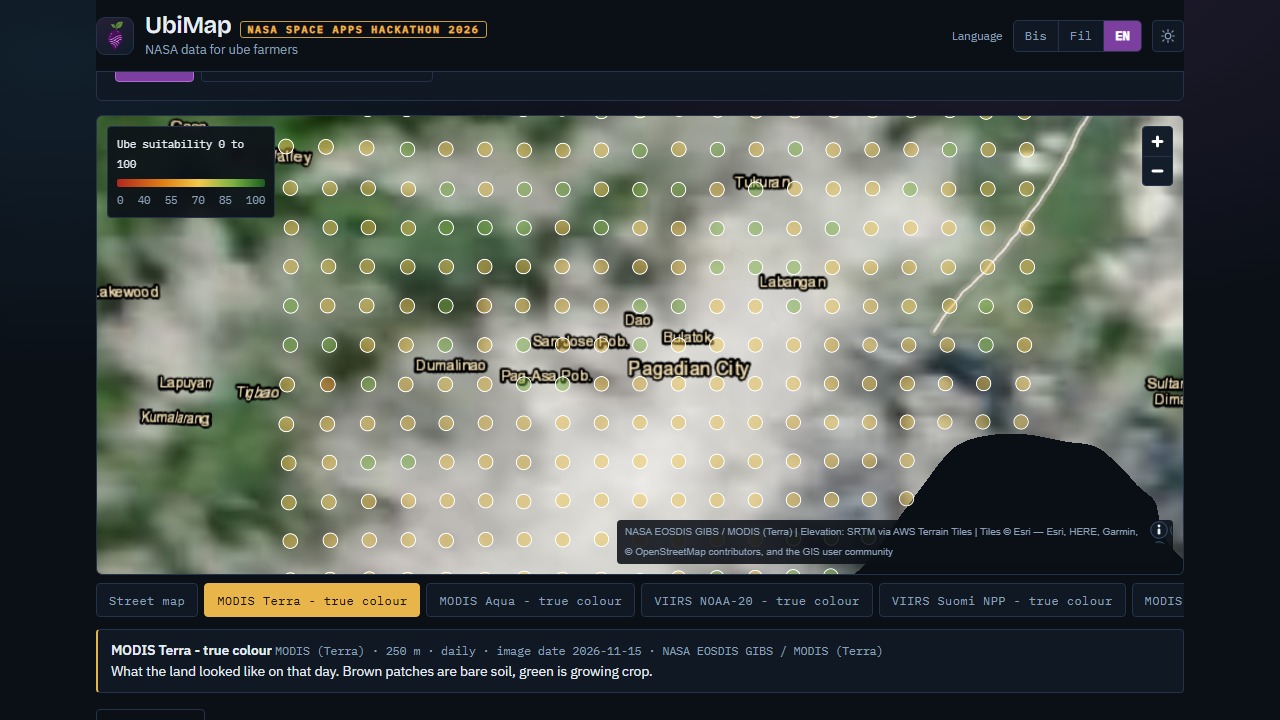 UbiMap
NASA SPACE APPS HACKATHON 2026
NASA data for ube farmers
Language
Bis
Fil
EN
Ube suitability 0 to
100
0 40 55 70 85 100
+
−
Valley
Tukuran
Labangan
akewood
Dao
San Jose Pob.
Bulatok
Dumalinao
Pag-Asa Pob.
Pagadian City
Lapuyan
Tigbao
Kumalarang
Sultan
Dima
NASA EOSDIS GIBS / MODIS (Terra) | Elevation: SRTM via AWS Terrain Tiles | Tiles © Esri — Esri, HERE, Garmin,
© OpenStreetMap contributors, and the GIS user community
Street map
MODIS Terra - true colour
MODIS Aqua - true colour
VIIRS NOAA-20 - true colour
VIIRS Suomi NPP - true colour
MODIS
MODIS Terra - true colour MODIS (Terra) · 250 m · daily · image date 2026-11-15 · NASA EOSDIS GIBS / MODIS (Terra)
What the land looked like on that day. Brown patches are bare soil, green is growing crop.